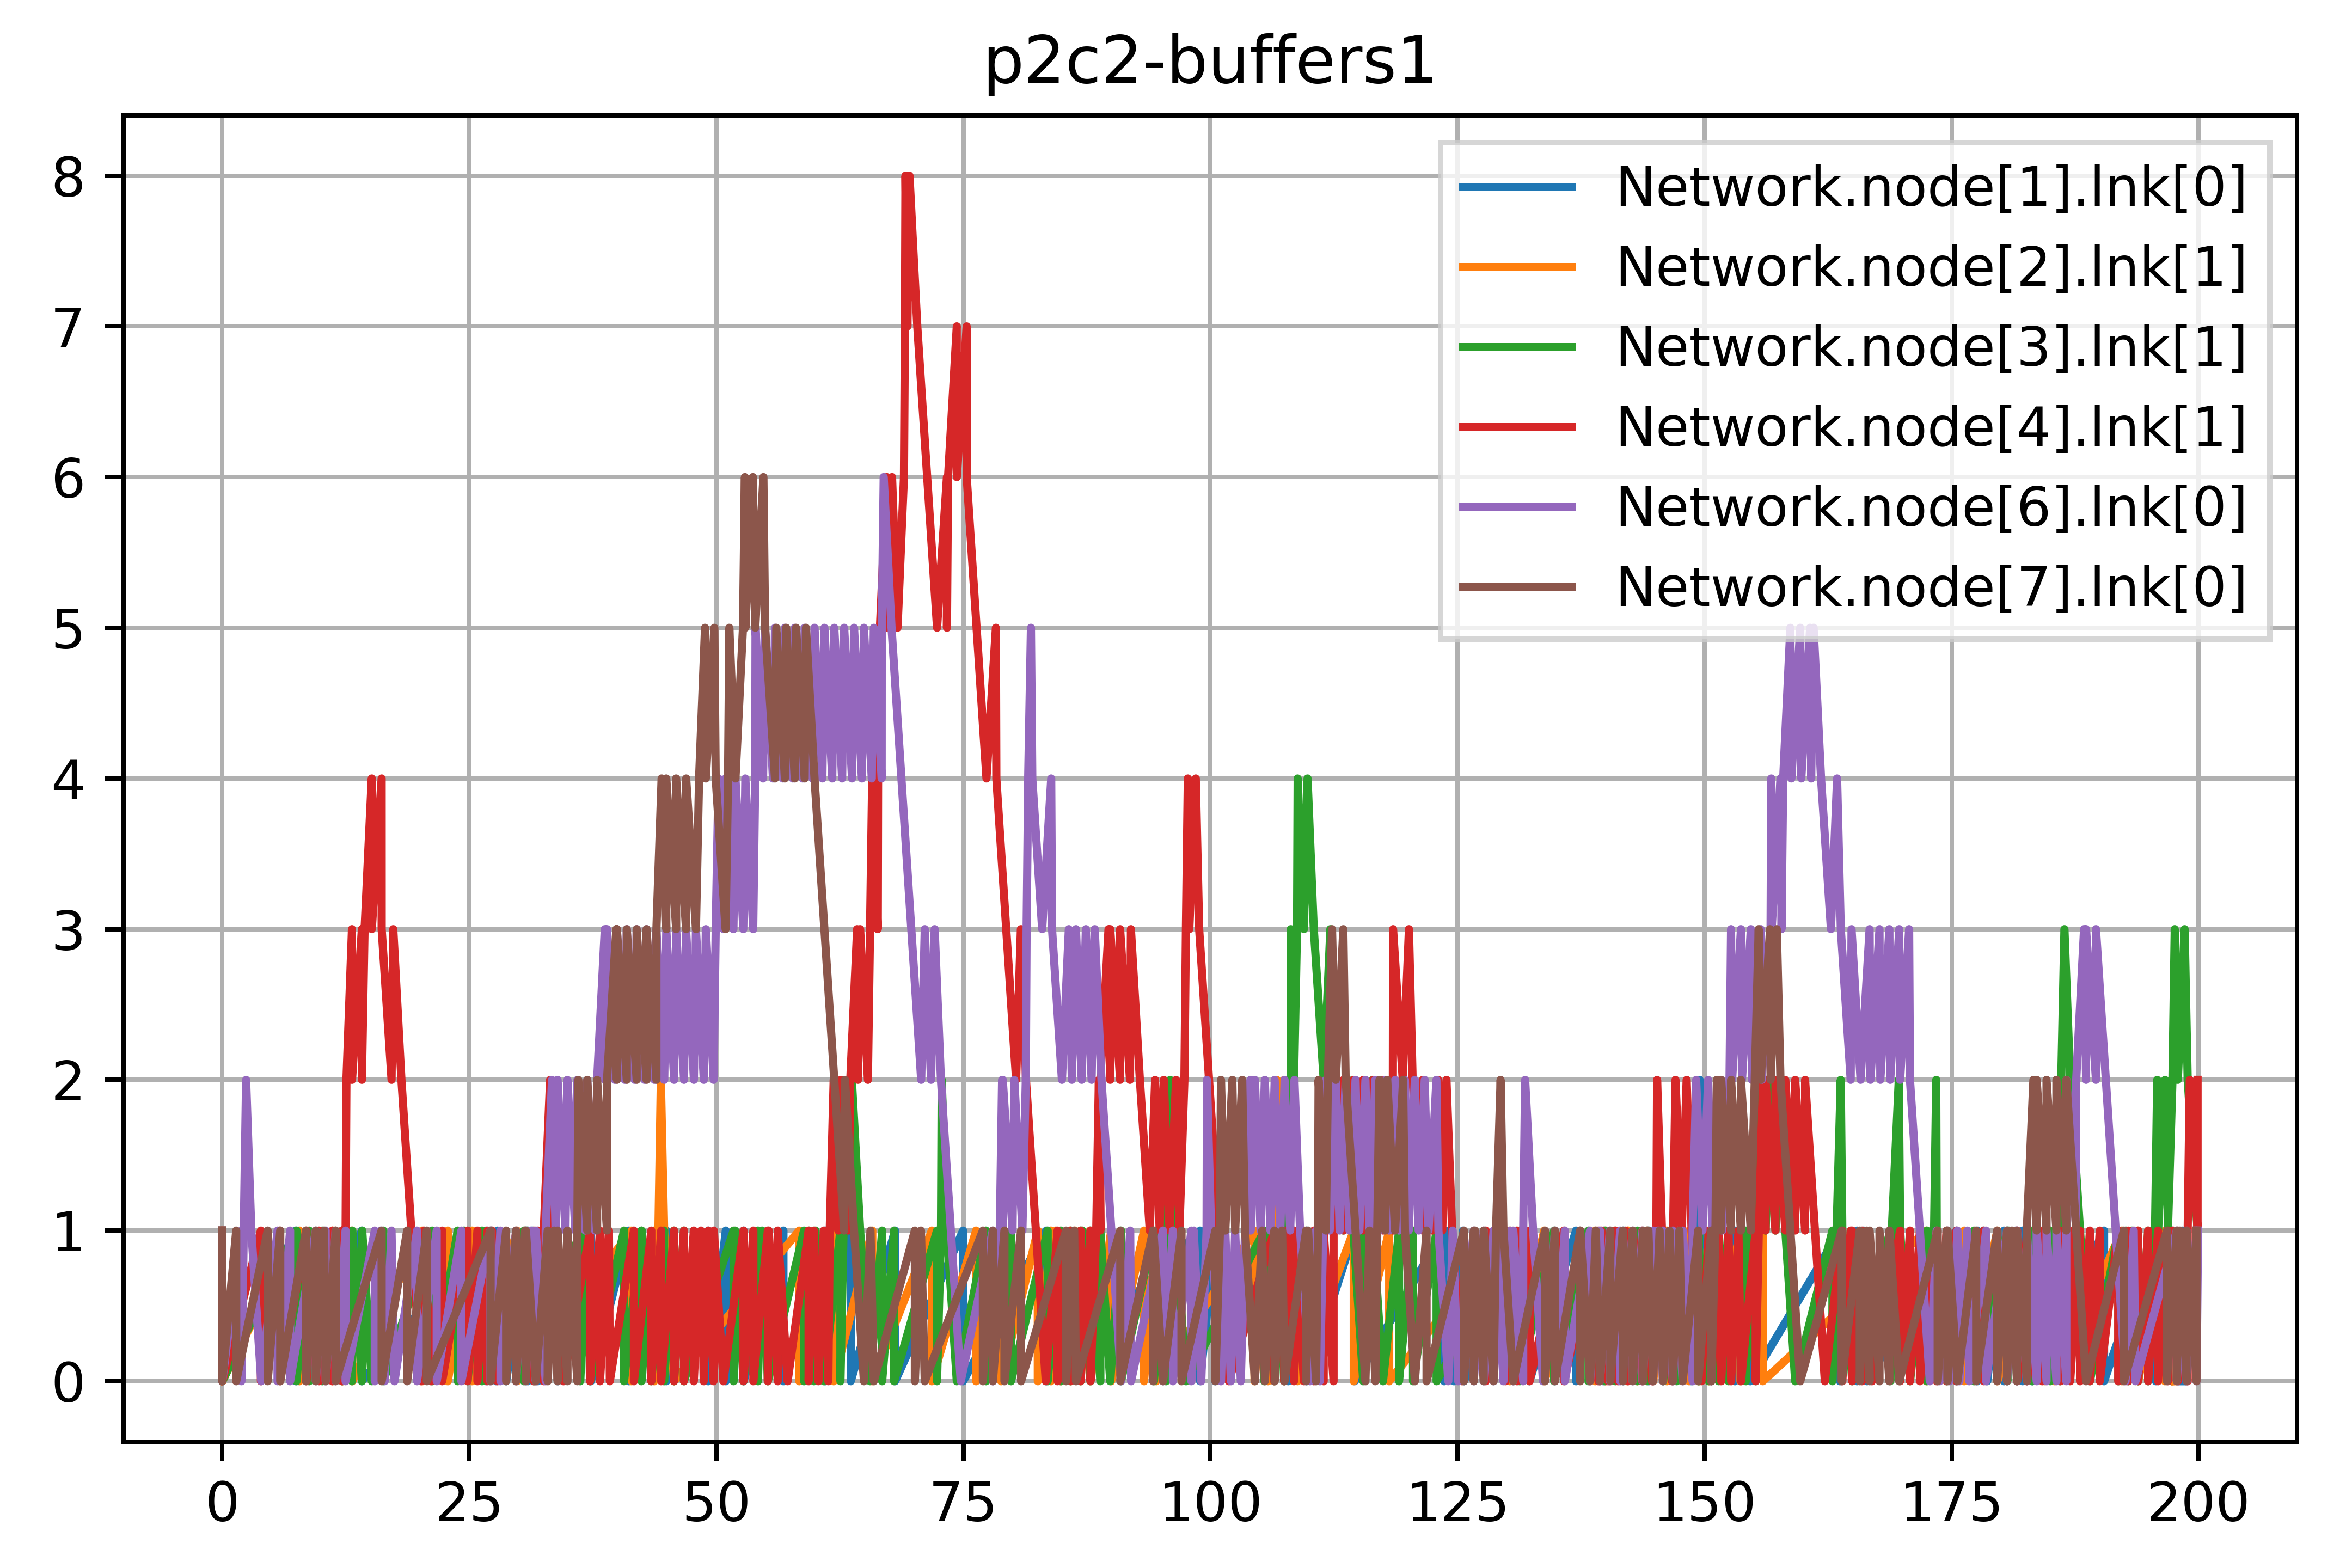 p2c2-buffers1
8
7
6
5
4
3
2
1
0
Network.node[1].lnk[0]
Network.node[2].lnk[1]
Network.node[3].lnk[1]
Network.node[4].lnk[1]
Network.node[6].lnk[0]
Network.node[7].lnk[0]
0 25 50 75 100 125 150 175 200